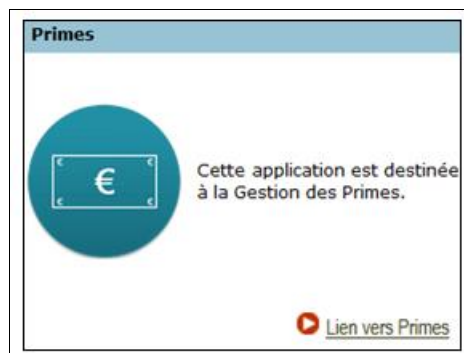 Primes
€ €
€
€ €
Cette application est destinée
à la Gestion des Primes.
Lien vers Primes